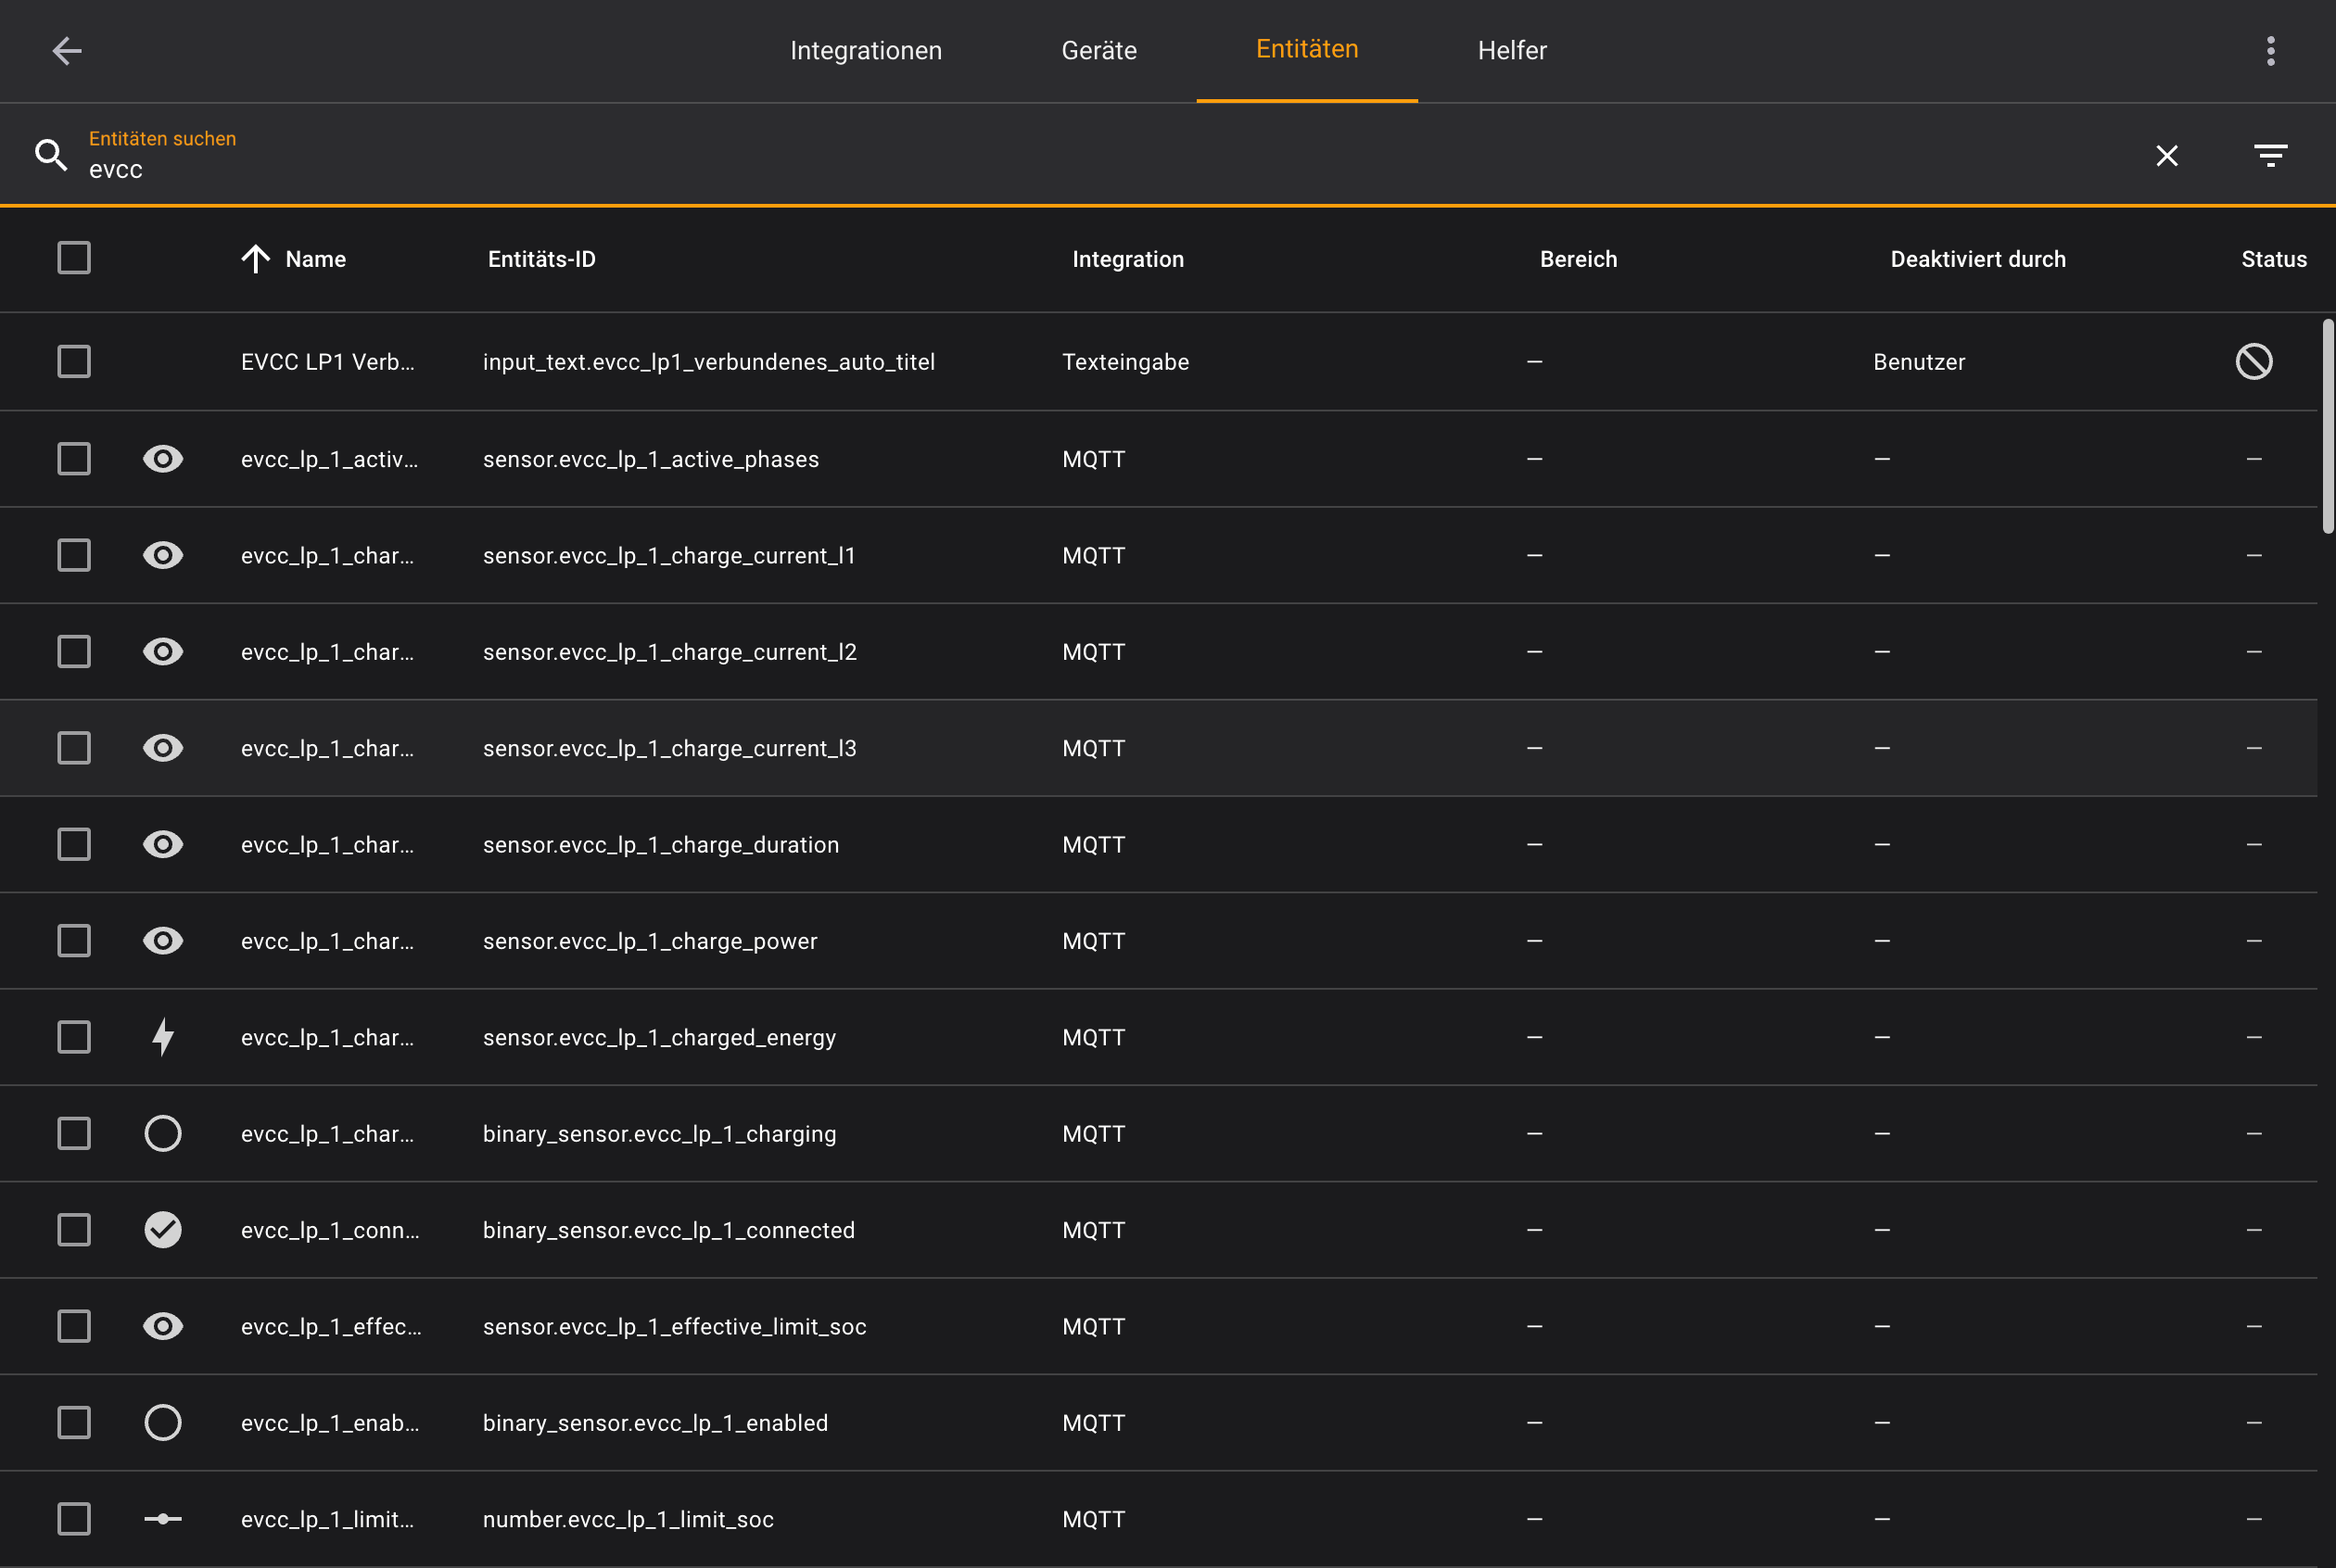 Integrationen Geräte Entitäten Helfer
Entitäten suchen
evcc
Name Entitäts-ID Integration Bereich Deaktiviert durch Status
EVCC LP1 Verb... input_text.evcc_lp1_verbundenes_auto_titel Texteingabe — Benutzer
evcc_lp_1_activ... sensor.evcc_lp_1_active_phases MQTT — — —
evcc_lp_1_char... sensor.evcc_lp_1_charge_current_l1 MQTT — — —
evcc_lp_1_char... sensor.evcc_lp_1_charge_current_l2 MQTT — — —
evcc_lp_1_char... sensor.evcc_lp_1_charge_current_l3 MQTT — — —
evcc_lp_1_char... sensor.evcc_lp_1_charge_duration MQTT — — —
evcc_lp_1_char... sensor.evcc_lp_1_charge_power MQTT — — —
evcc_lp_1_char... sensor.evcc_lp_1_charged_energy MQTT — — —
evcc_lp_1_char... binary_sensor.evcc_lp_1_charging MQTT — — —
evcc_lp_1_conn... binary_sensor.evcc_lp_1_connected MQTT — — —
evcc_lp_1_effec... sensor.evcc_lp_1_effective_limit_soc MQTT — — —
evcc_lp_1_enab... binary_sensor.evcc_lp_1_enabled MQTT — — —
evcc_lp_1_limit... number.evcc_lp_1_limit_soc MQTT — — —